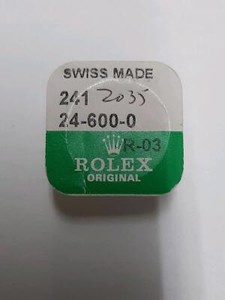 SWISS MADE
241 2035
24-600-0
R-03
ROLEX
ORIGINAL